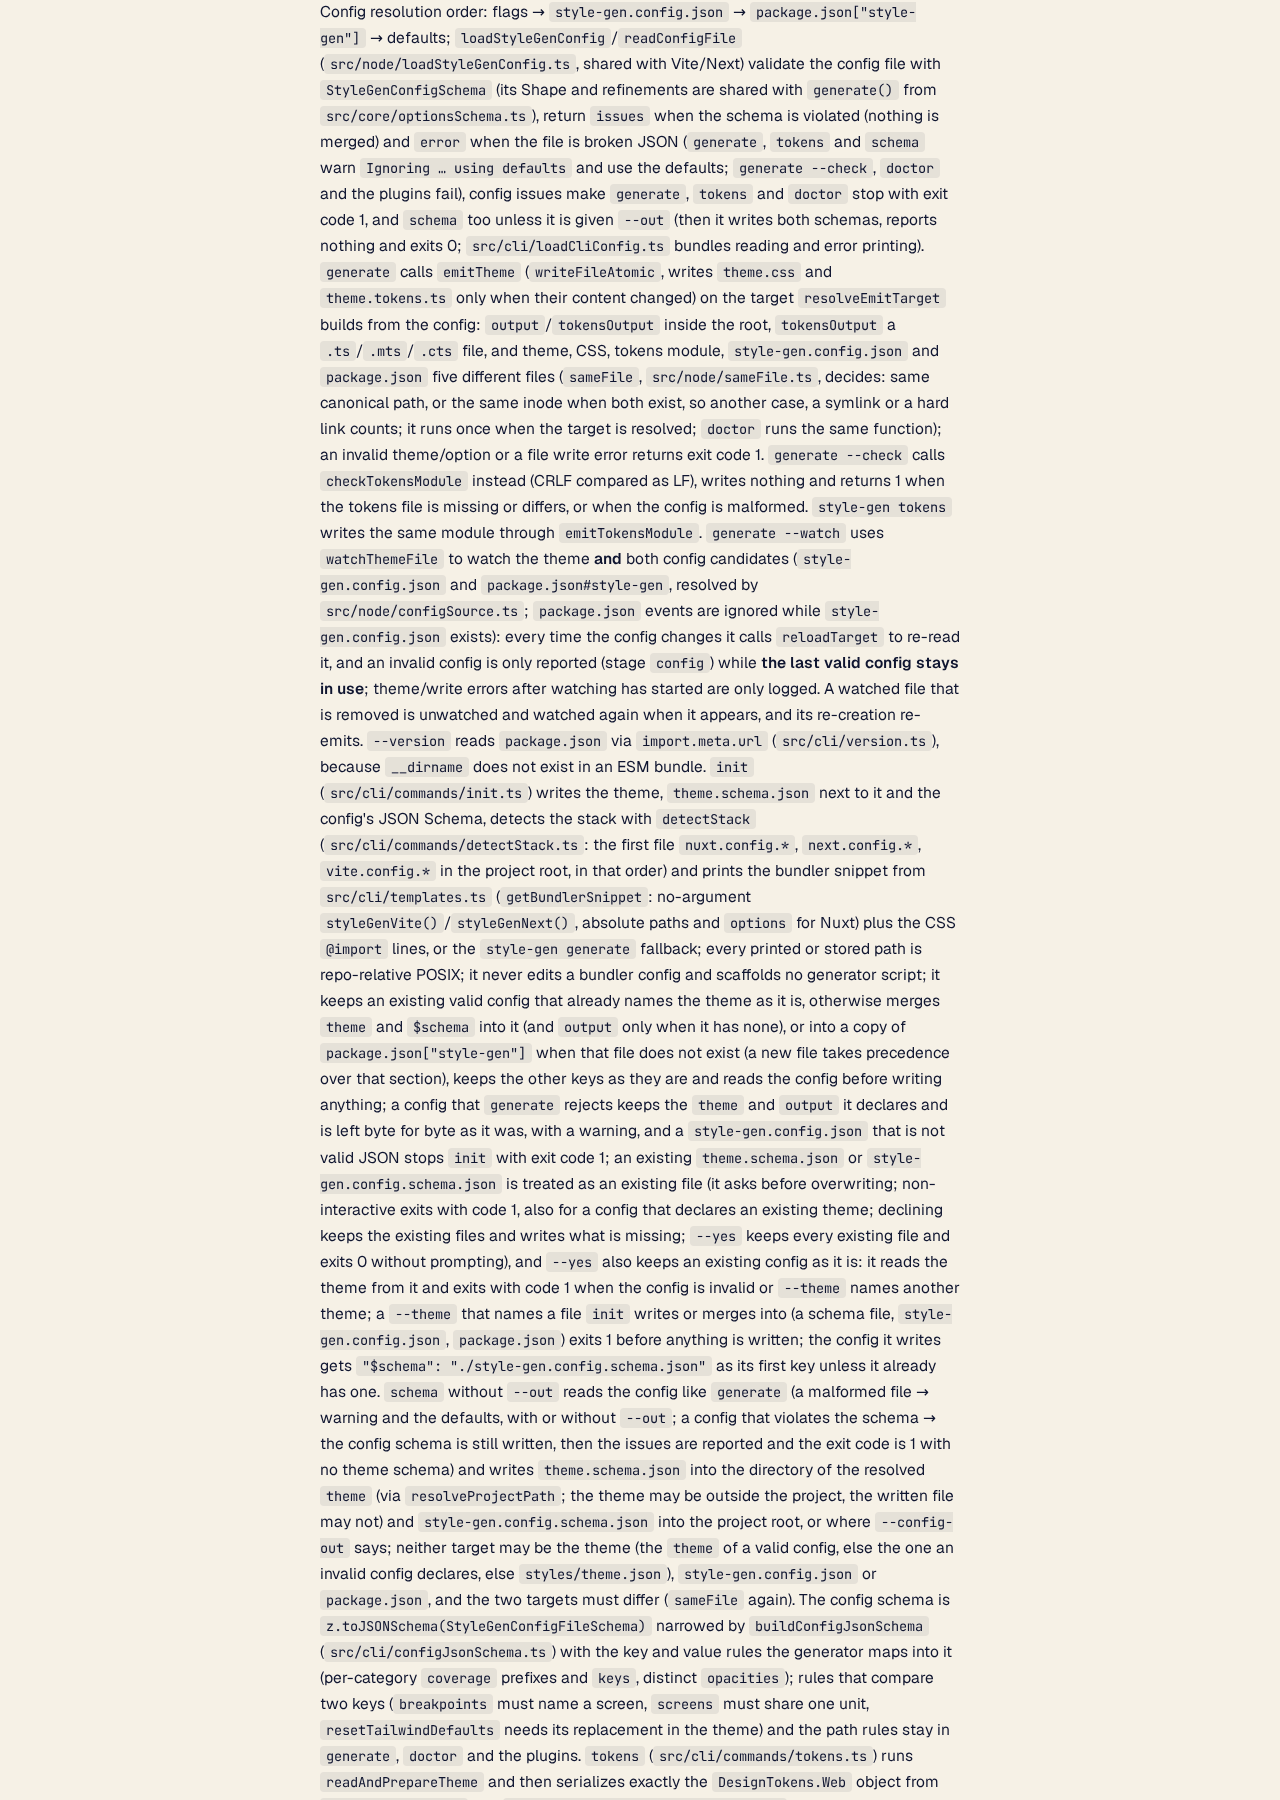 Config resolution order: flags → style-gen.config.json → package.json["style-
gen"] → defaults; loadStyleGenConfig / readConfigFile
( src/node/loadStyleGenConfig.ts , shared with Vite/Next) validate the config file with
StyleGenConfigSchema (its Shape and refinements are shared with generate() from
src/core/optionsSchema.ts ), return issues when the schema is violated (nothing is
merged) and error when the file is broken JSON ( generate , tokens and schema
warn Ignoring … using defaults and use the defaults; generate --check , doctor
and the plugins fail), config issues make generate , tokens and doctor stop with exit
code 1, and schema too unless it is given --out (then it writes both schemas, reports
nothing and exits 0; src/cli/loadCliConfig.ts bundles reading and error printing).
generate calls emitTheme ( writeFileAtomic , writes theme.css and
theme.tokens.ts only when their content changed) on the target resolveEmitTarget
builds from the config: output / tokensOutput inside the root, tokensOutput a
.ts / .mts / .cts file, and theme, CSS, tokens module, style-gen.config.json and
package.json five different files ( sameFile , src/node/sameFile.ts , decides: same
canonical path, or the same inode when both exist, so another case, a symlink or a hard
link counts; it runs once when the target is resolved; doctor runs the same function);
an invalid theme/option or a file write error returns exit code 1. generate --check calls
checkTokensModule instead (CRLF compared as LF), writes nothing and returns 1 when
the tokens file is missing or differs, or when the config is malformed. style-gen tokens
writes the same module through emitTokensModule . generate --watch uses
watchThemeFile to watch the theme and both config candidates ( style-
gen.config.json and package.json#style-gen , resolved by
src/node/configSource.ts ; package.json events are ignored while style-
gen.config.json exists): every time the config changes it calls reloadTarget to re-read
it, and an invalid config is only reported (stage config ) while the last valid config stays
in use; theme/write errors after watching has started are only logged. A watched file that
is removed is unwatched and watched again when it appears, and its re-creation re-
emits. --version reads package.json via import.meta.url ( src/cli/version.ts ),
because __dirname does not exist in an ESM bundle. init
( src/cli/commands/init.ts ) writes the theme, theme.schema.json next to it and the
config's JSON Schema, detects the stack with detectStack
( src/cli/commands/detectStack.ts : the first file nuxt.config.* , next.config.* ,
vite.config.* in the project root, in that order) and prints the bundler snippet from
src/cli/templates.ts ( getBundlerSnippet : no-argument
styleGenVite() / styleGenNext() , absolute paths and options for Nuxt) plus the CSS
@import lines, or the style-gen generate fallback; every printed or stored path is
repo-relative POSIX; it never edits a bundler config and scaffolds no generator script; it
keeps an existing valid config that already names the theme as it is, otherwise merges
theme and $schema into it (and output only when it has none), or into a copy of
package.json["style-gen"] when that file does not exist (a new file takes precedence
over that section), keeps the other keys as they are and reads the config before writing
anything; a config that generate rejects keeps the theme and output it declares and
is left byte for byte as it was, with a warning, and a style-gen.config.json that is not
valid JSON stops init with exit code 1; an existing theme.schema.json or style-
gen.config.schema.json is treated as an existing file (it asks before overwriting; non-
interactive exits with code 1, also for a config that declares an existing theme; declining
keeps the existing files and writes what is missing; --yes keeps every existing file and
exits 0 without prompting), and --yes also keeps an existing config as it is: it reads the
theme from it and exits with code 1 when the config is invalid or --theme names another
theme; a --theme that names a file init writes or merges into (a schema file, style-
gen.config.json , package.json ) exits 1 before anything is written; the config it writes
gets "$schema": "./style-gen.config.schema.json" as its first key unless it already
has one. schema without --out reads the config like generate (a malformed file →
warning and the defaults, with or without --out ; a config that violates the schema →
the config schema is still written, then the issues are reported and the exit code is 1 with
no theme schema) and writes theme.schema.json into the directory of the resolved
theme (via resolveProjectPath ; the theme may be outside the project, the written file
may not) and style-gen.config.schema.json into the project root, or where --config-
out says; neither target may be the theme (the theme of a valid config, else the one an
invalid config declares, else styles/theme.json ), style-gen.config.json or
package.json , and the two targets must differ ( sameFile again). The config schema is
z.toJSONSchema(StyleGenConfigFileSchema) narrowed by buildConfigJsonSchema
( src/cli/configJsonSchema.ts ) with the key and value rules the generator maps into it
(per-category coverage prefixes and keys , distinct opacities ); rules that compare
two keys ( breakpoints must name a screen, screens must share one unit,
resetTailwindDefaults needs its replacement in the theme) and the path rules stay in
generate , doctor and the plugins. tokens ( src/cli/commands/tokens.ts ) runs
readAndPrepareTheme and then serializes exactly the DesignTokens.Web object from